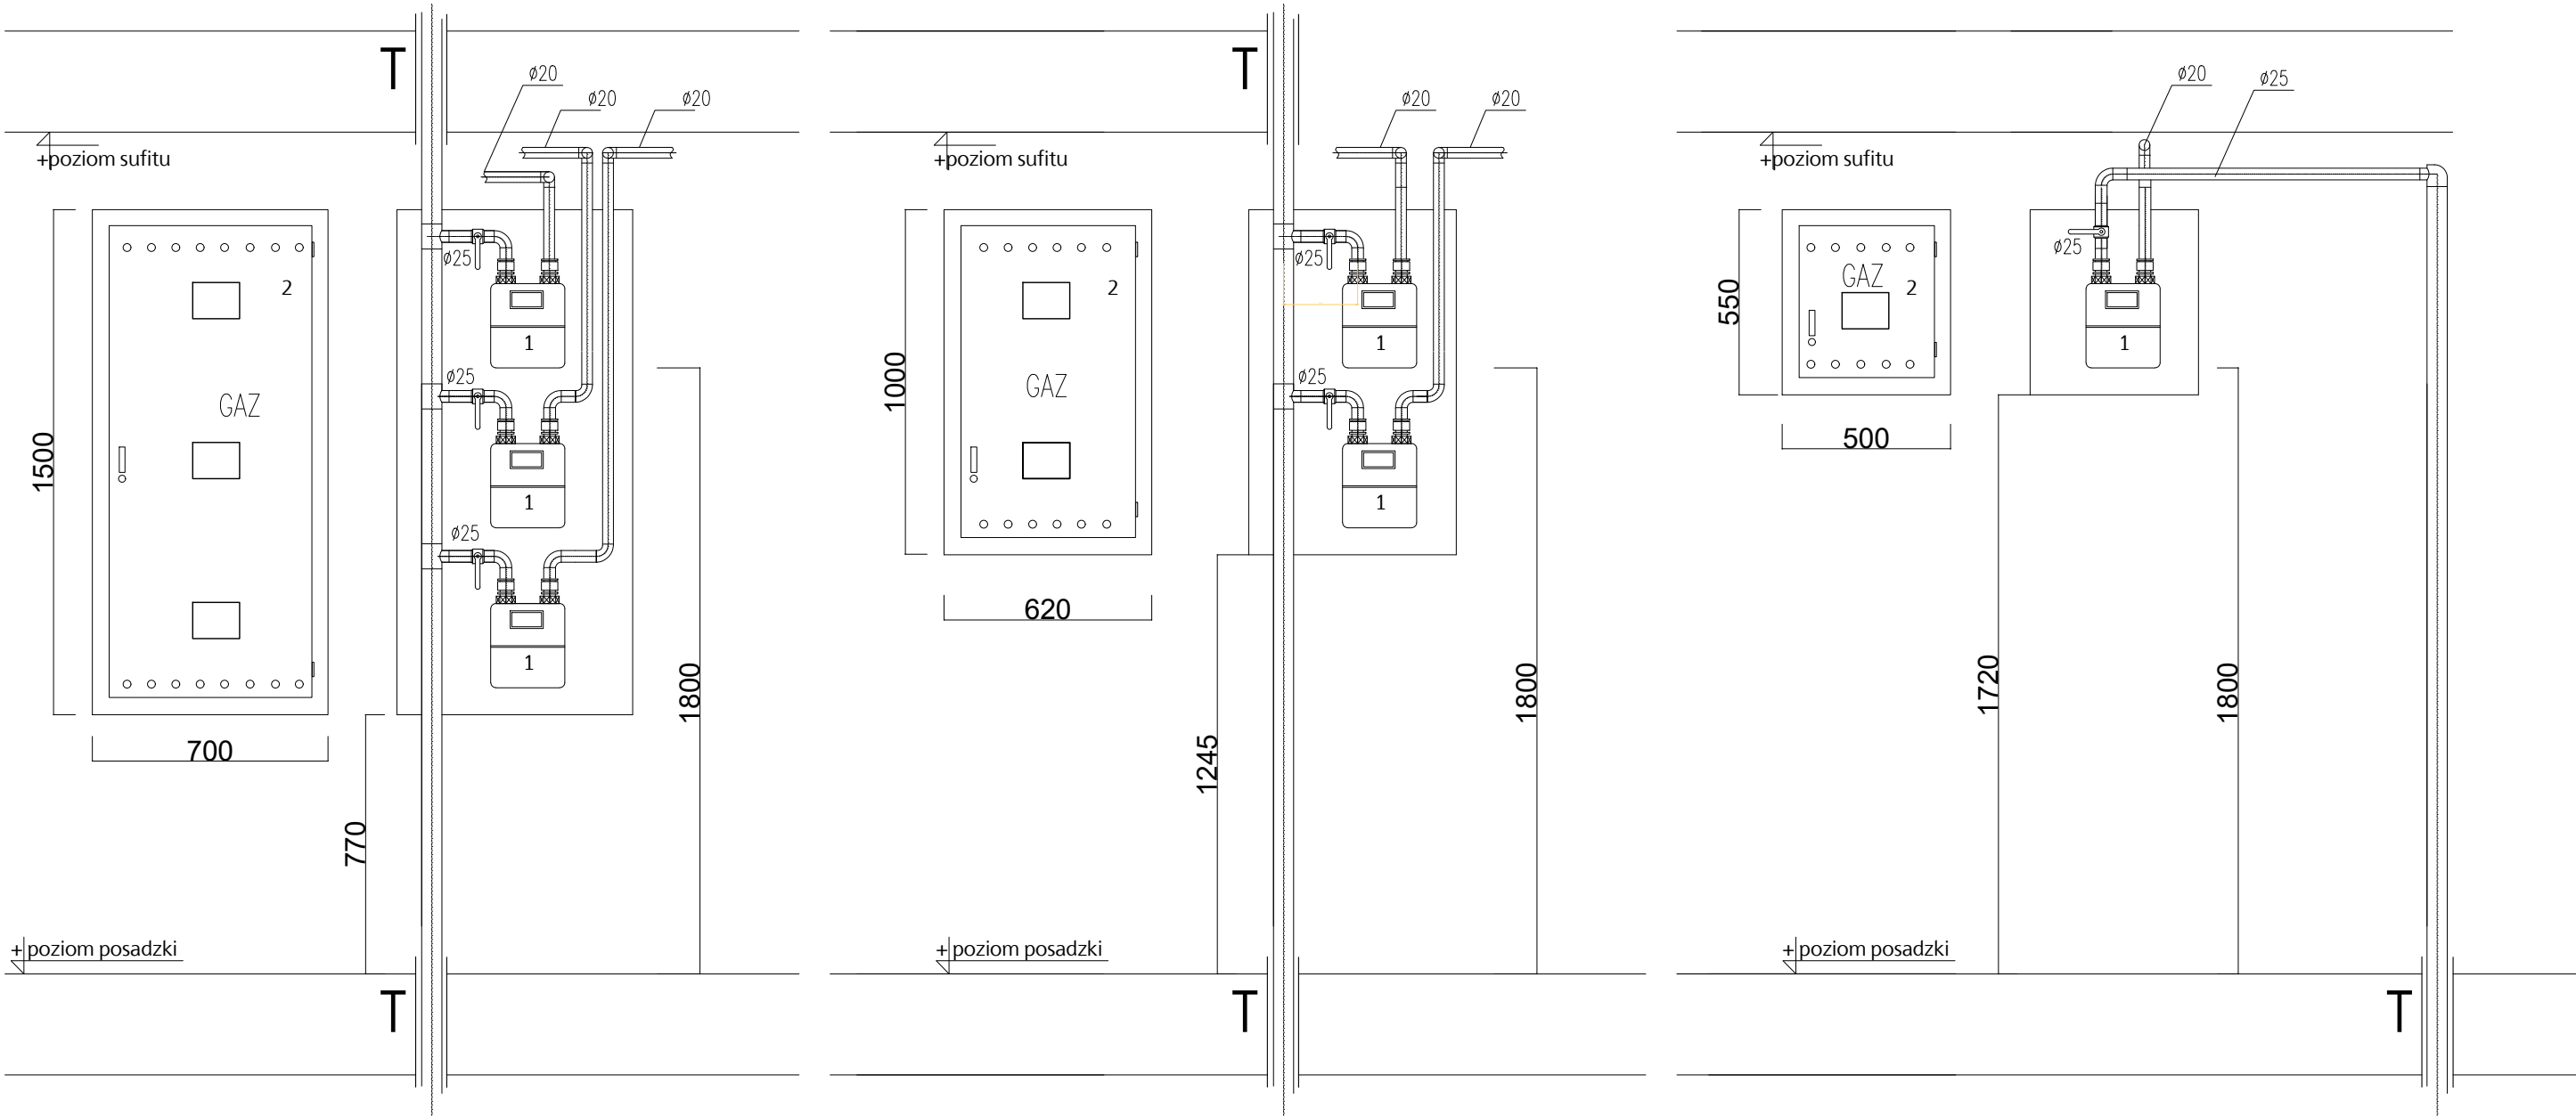 T
ø20
ø20
ø20
+poziom sufitu
ø25
2
1
ø25
GAZ
1500
1
ø25
1
1800
700
770
+poziom posadzki
T
T
ø20
ø20
+poziom sufitu
ø25
2
1
ø25
1000
GAZ
1
620
1800
1245
+poziom posadzki
T
ø20
ø25
+poziom sufitu
ø25
GAZ
2
550
1
500
1720
1800
+poziom posadzki
T